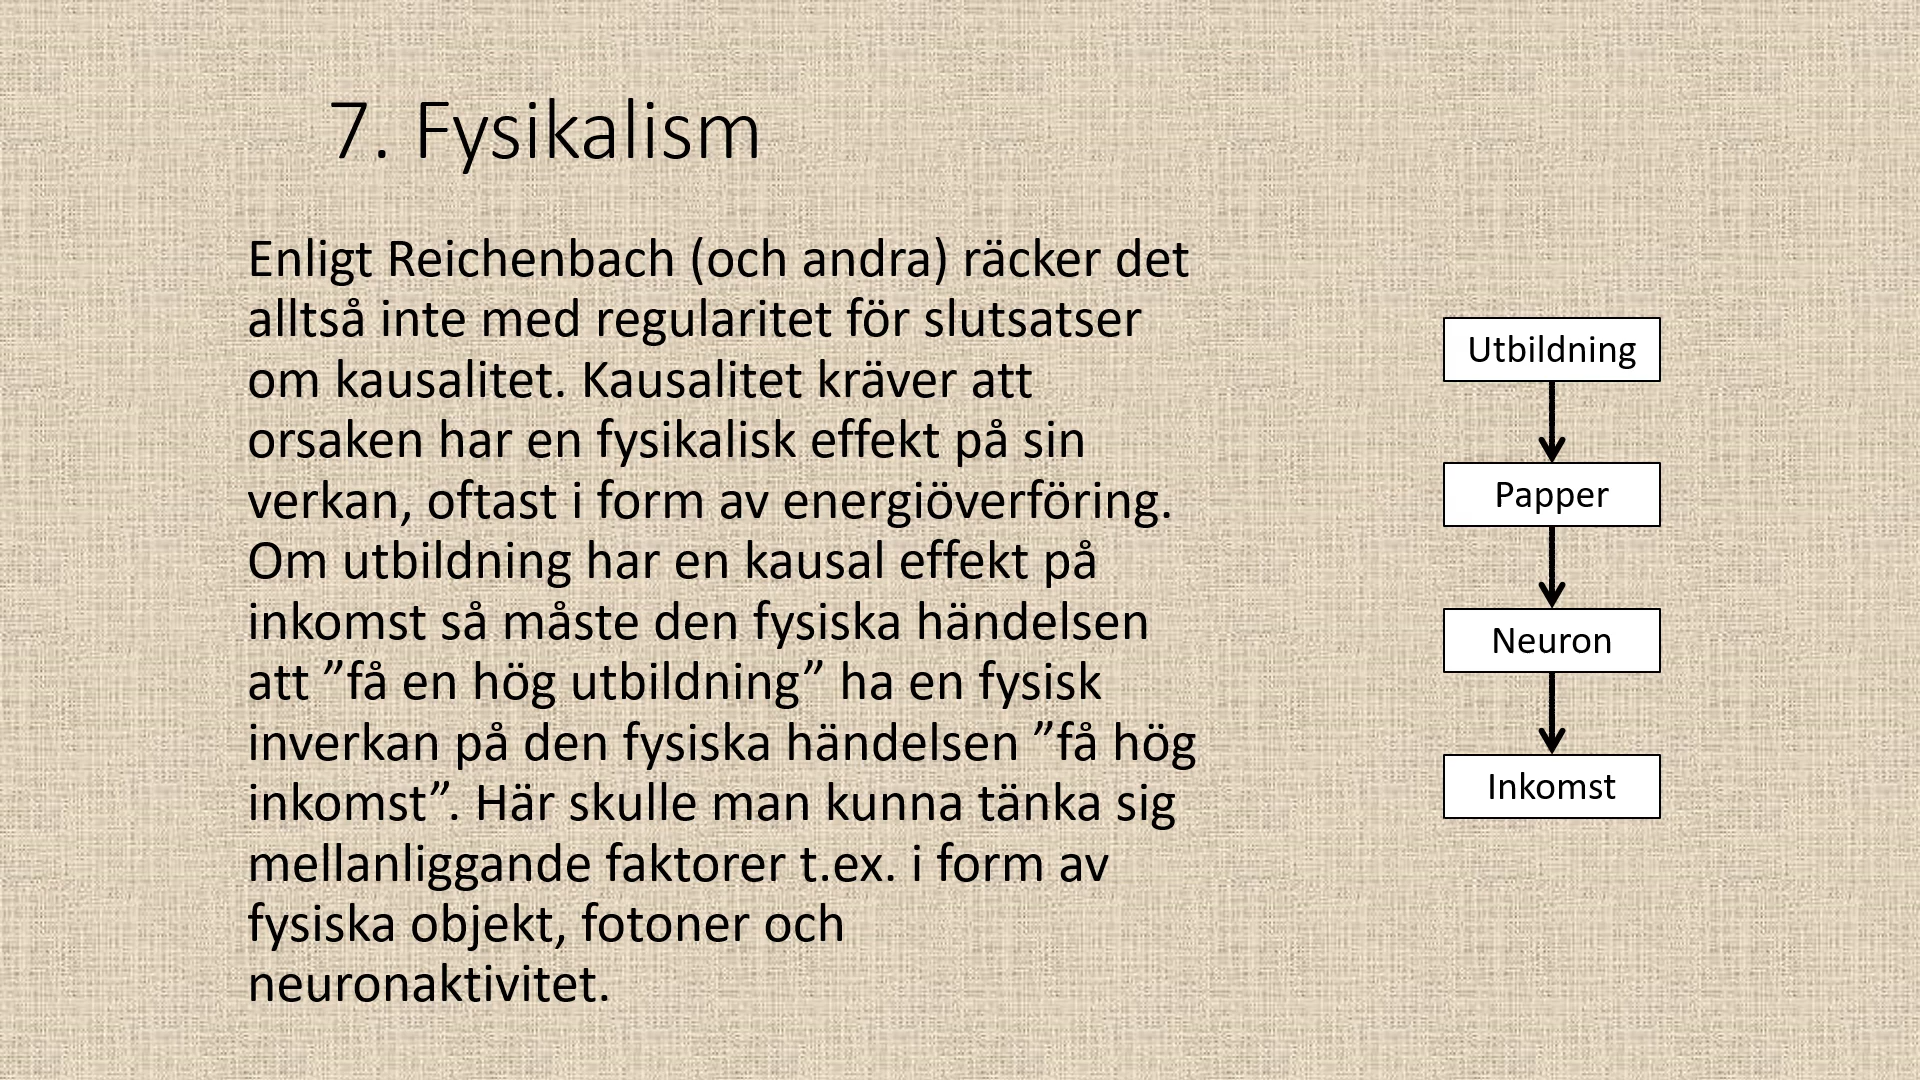 7. Fysikalism
Enligt Reichenbach (och andra) räcker det
alltså inte med regularitet för slutsatser
om kausalitet. Kausalitet kräver att
orsaken har en fysikalisk effekt på sin
verkan, oftast i form av energiöverföring.
Om utbildning har en kausal effekt på
inkomst så måste den fysiska händelsen
att ”få en hög utbildning” ha en fysisk
inverkan på den fysiska händelsen ”få hög
inkomst”. Här skulle man kunna tänka sig
mellanliggande faktorer t.ex. i form av
fysiska objekt, fotoner och
neuronaktivitet.
Utbildning
Papper
Neuron
Inkomst